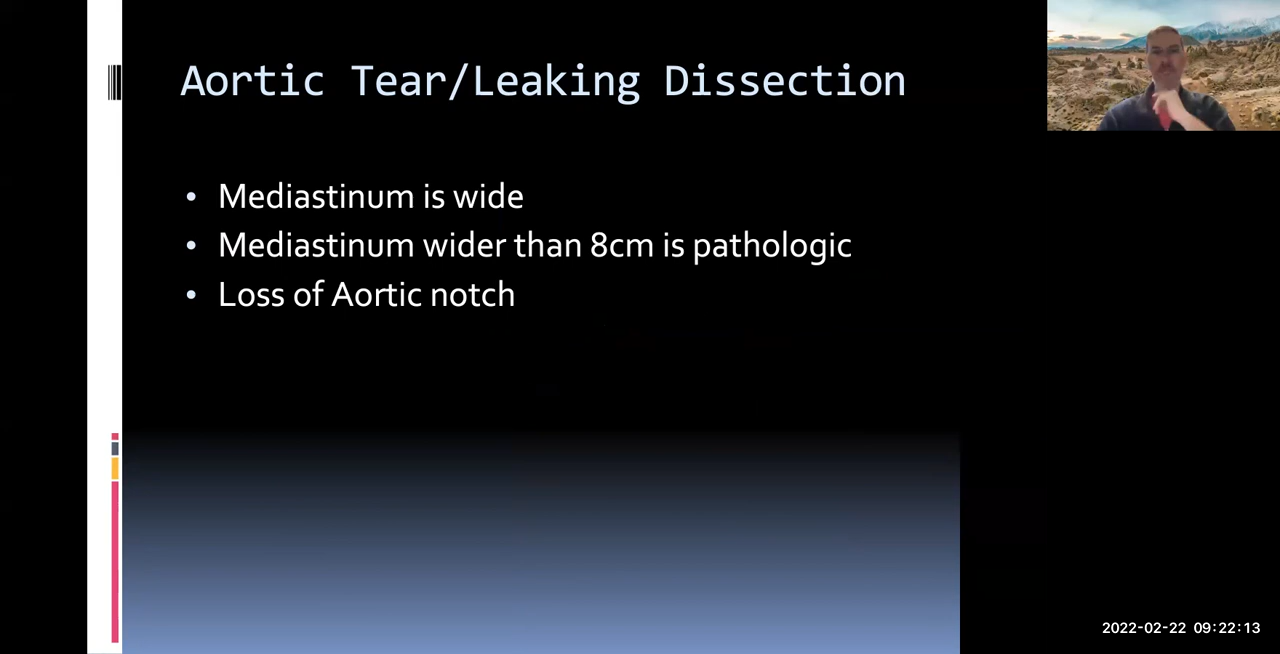 Aortic Tear/Leaking Dissection
• Mediastinum is wide
• Mediastinum wider than 8cm is pathologic
• Loss of Aortic notch
2022-02-22 09:22:13